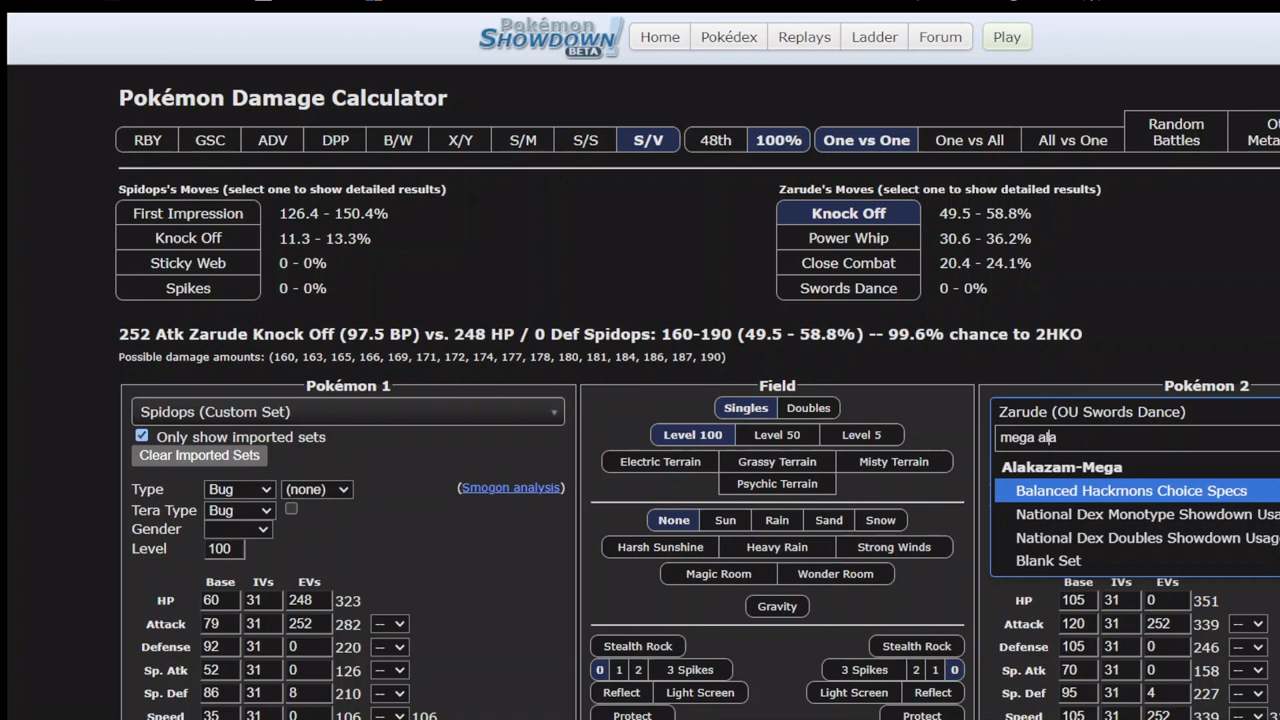 Pokémon
SHOWDOWN!
BETA
Home Pokédex Replays Ladder Forum Play
Pokémon Damage Calculator
RBY GSC ADV DPP B/W X/Y S/M S/S S/V 48th 100% One vs One One vs All All vs One Random Battles
Spidops's Moves (select one to show detailed results)
First Impression 126.4 - 150.4%
Knock Off 11.3 - 13.3%
Sticky Web 0 - 0%
Spikes 0 - 0%
Zarude's Moves (select one to show detailed results)
Knock Off 49.5 - 58.8%
Power Whip 30.6 - 36.2%
Close Combat 20.4 - 24.1%
Swords Dance 0 - 0%
252 Atk Zarude Knock Off (97.5 BP) vs. 248 HP / 0 Def Spidops: 160-190 (49.5 - 58.8%) -- 99.6% chance to 2HKO
Possible damage amounts: (160, 163, 165, 166, 169, 171, 172, 174, 177, 178, 180, 181, 184, 186, 187, 190)
Pokémon 1
Spidops (Custom Set)
Only show imported sets
Clear Imported Sets
Type Bug (none) (Smogon analysis)
Tera Type Bug
Gender
Level 100
Base IVs EVs
HP 60 31 248 323
Attack 79 31 252 282 --
Defense 92 31 0 220 --
Sp. Atk 52 31 0 126 --
Sp. Def 86 31 8 210 --
Speed 35 31 0 106 -- 106
Field
Singles Doubles
Level 100 Level 50 Level 5
Electric Terrain Grassy Terrain Misty Terrain
Psychic Terrain
None Sun Rain Sand Snow
Harsh Sunshine Heavy Rain Strong Winds
Magic Room Wonder Room
Gravity
Stealth Rock Stealth Rock
0 1 2 3 Spikes 3 Spikes 2 1 0
Reflect Light Screen Light Screen Reflect
Protect Protect
Pokémon 2
Zarude (OU Swords Dance)
mega ala
Alakazam-Mega
Balanced Hackmons Choice Specs
National Dex Monotype Showdown Usa
National Dex Doubles Showdown Usage
Blank Set
Base IVs EVs
HP 105 31 0 351
Attack 120 31 252 339 --
Defense 105 31 0 246 --
Sp. Atk 70 31 0 158 --
Sp. Def 95 31 4 227 --
Speed 105 31 252 339 --